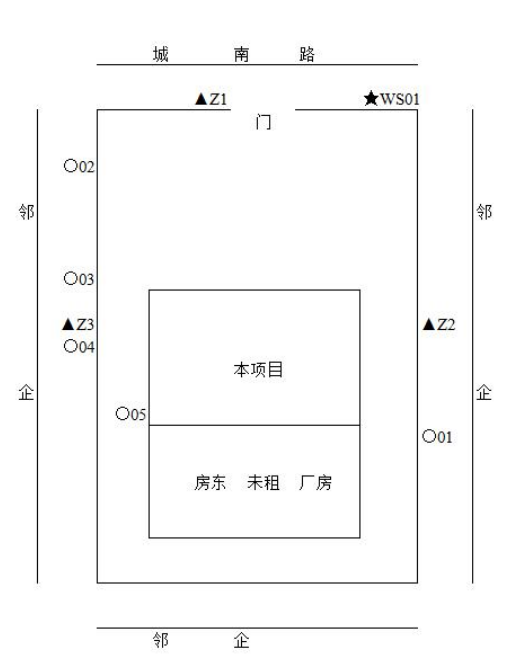 城 南 路
▲Z1
★WS01
门
○02
邻
邻
○03
▲Z3
▲Z2
○04
本项目
企
企
○05
○01
房东 未租 厂房
邻 企